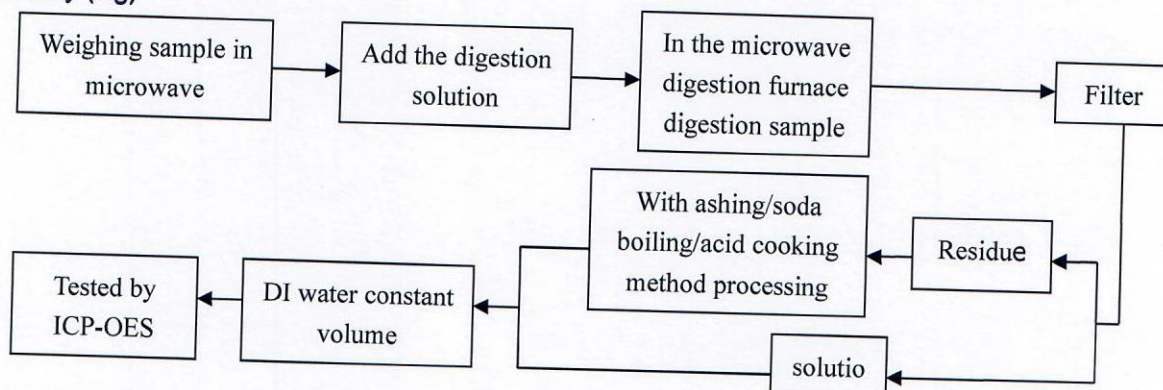 Weighing sample in
microwave
Add the digestion
solution
In the microwave
digestion furnace
digestion sample
Filter
With ashing/soda
boiling/acid cooking
method processing
Residue
Tested by
ICP-OES
DI water constant
volume
solutio